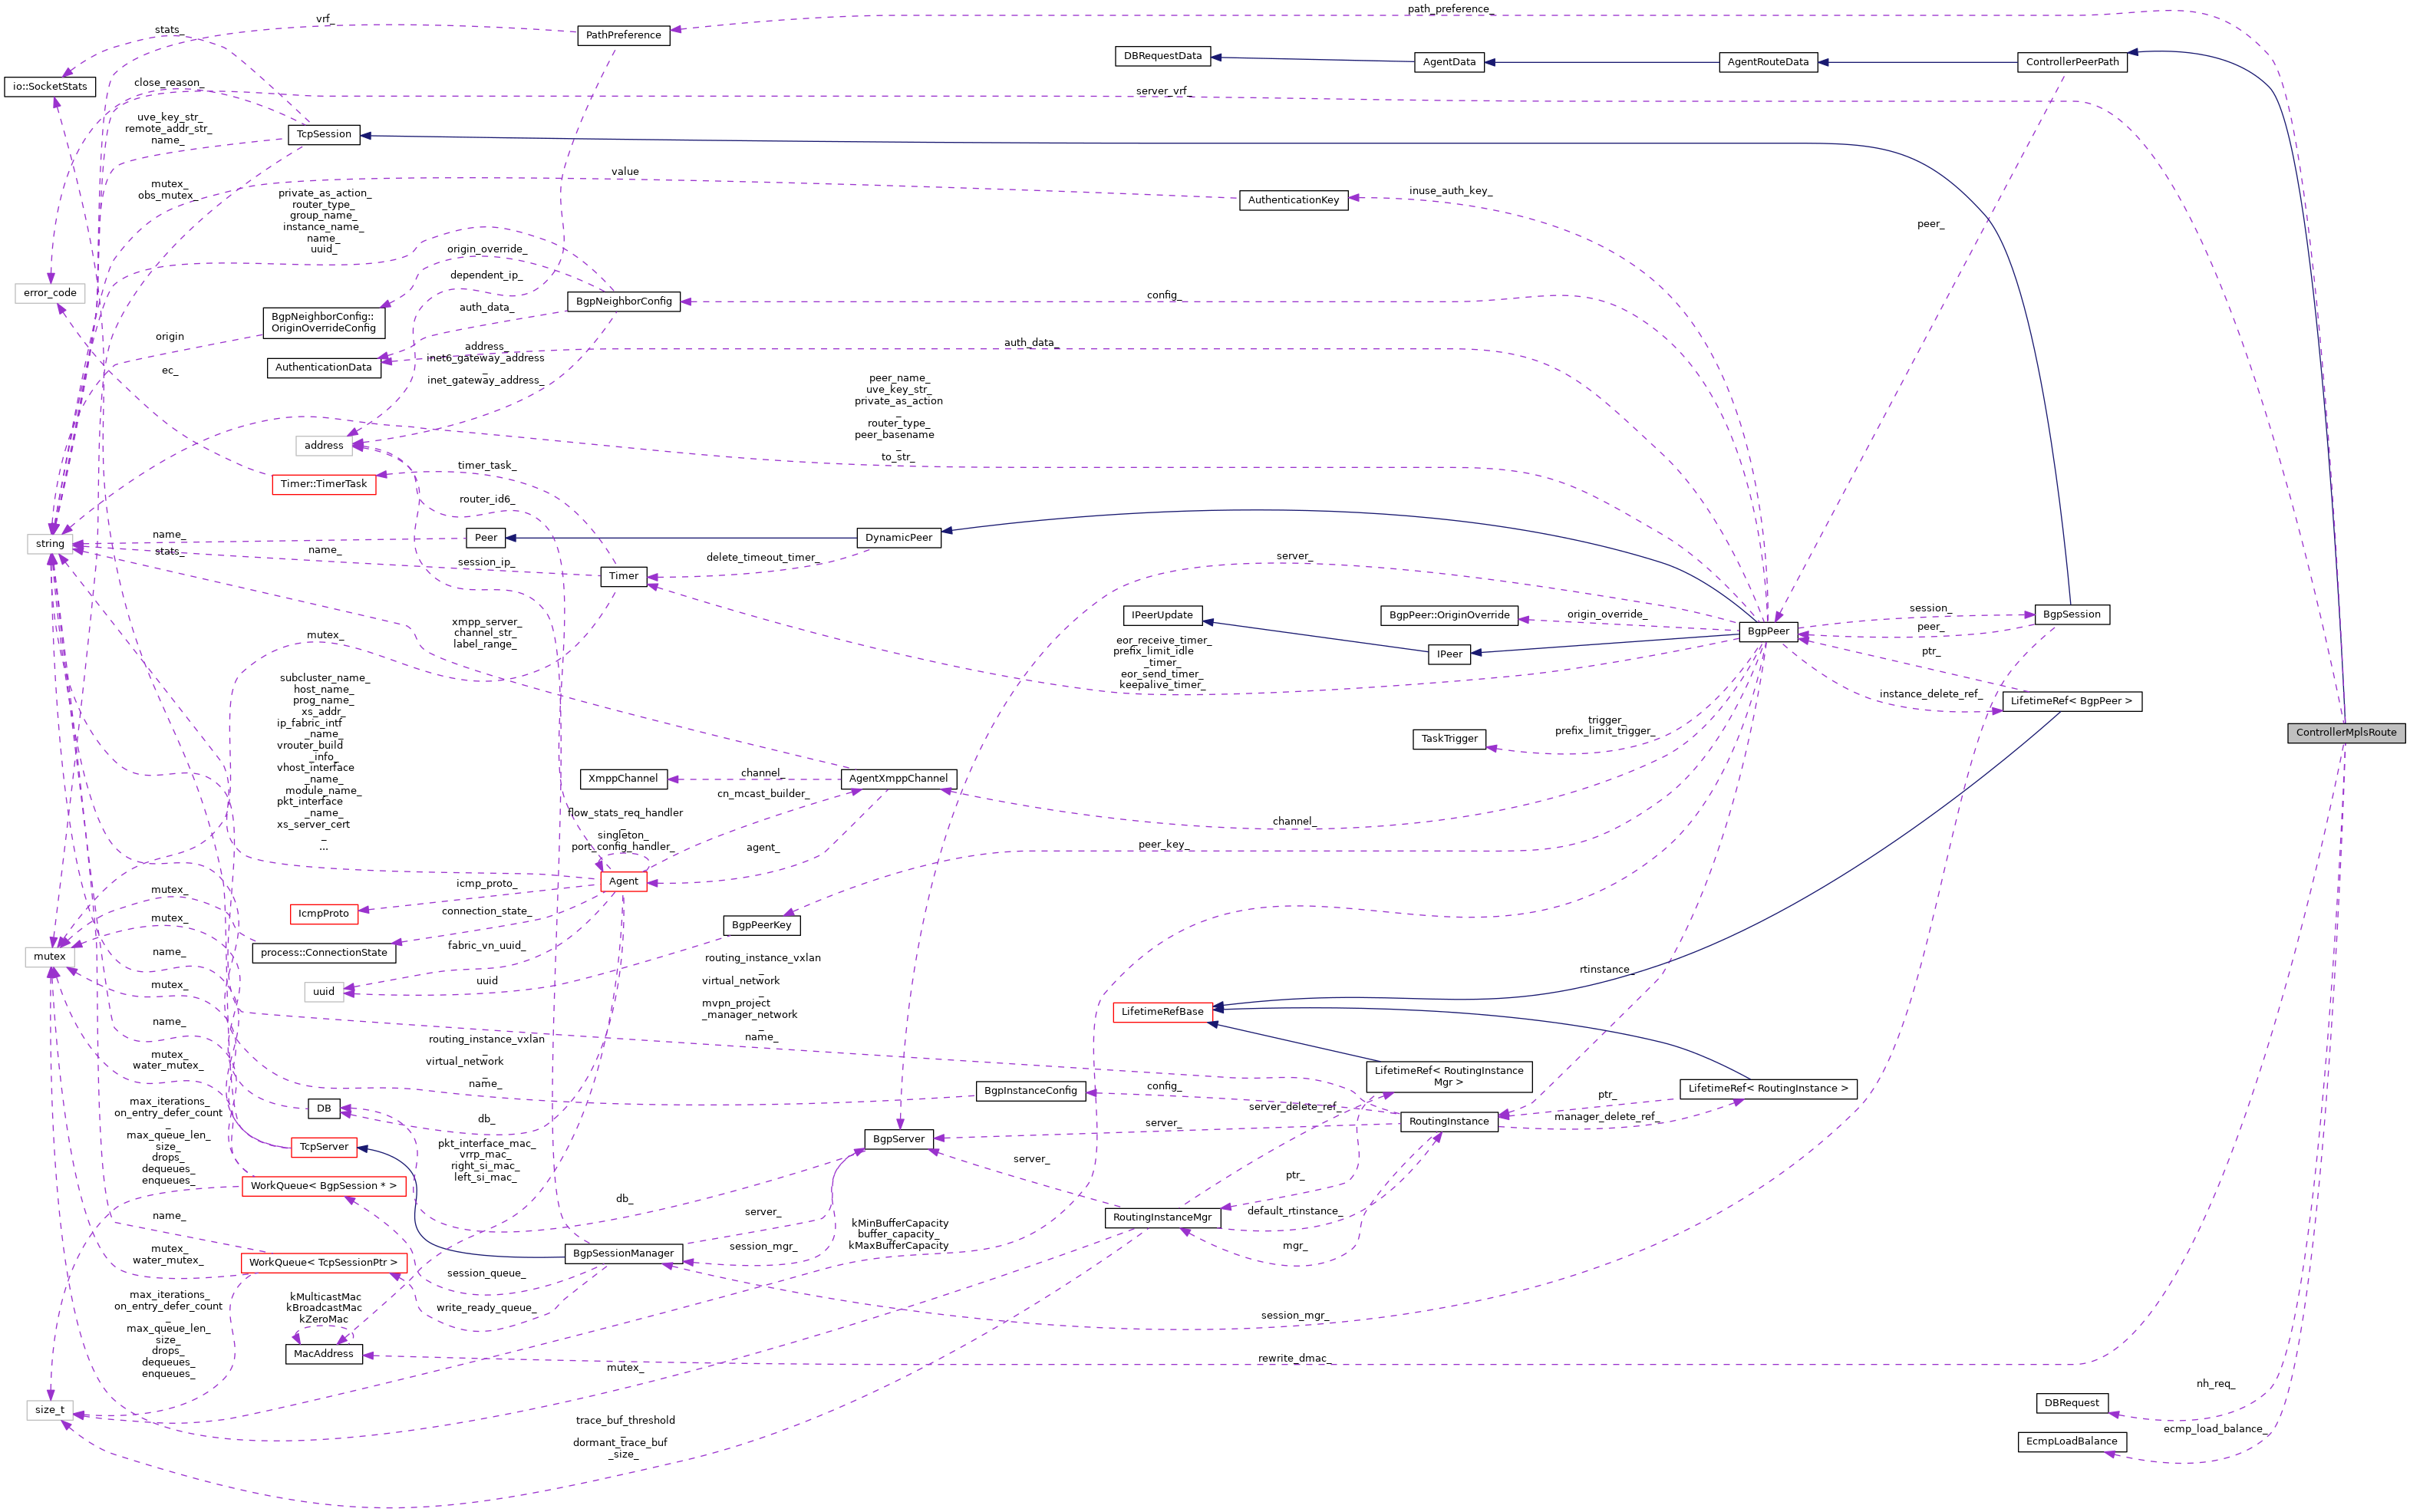 path_preference_
vrf_
stats_
PathPreference
DBRequestData
AgentData
AgentRouteData
ControllerPeerPath
io::SocketStats
close_reason_
server_vrf_
uve_key_str_
remote_addr_str_
name_
TcpSession
value
mutex_
obs_mutex_
private_as_action_
router_type_
group_name_
instance_name_
name_
uuid_
inuse_auth_key_
AuthenticationKey
peer_
origin_override_
dependent_ip_
error_code
BgpNeighborConfig
config_
auth_data_
BgpNeighborConfig::
OriginOverrideConfig
origin
address_
inet6_gateway_address
_
inet_gateway_address_
auth_data_
AuthenticationData
ec_
peer_name_
uve_key_str_
private_as_action
_
router_type_
peer_basename
_
to_str_
address
timer_task_
Timer::TimerTask
router_id6_
string
name_
stats_
name_
Peer
DynamicPeer
session_ip_
delete_timeout_timer_
server_
Timer
IPeerUpdate
BgpPeer::OriginOverride
origin_override_
session_
BgpSession
peer_
BgpPeer
xmpp_server_
channel_str_
label_range_
mutex_
eor_receive_timer_
prefix_limit_idle
_timer_
eor_send_timer_
keepalive_timer_
IPeer
ptr_
instance_delete_ref_
LifetimeRef< BgpPeer >
subcluster_name_
host_name_
prog_name_
xs_addr_
ip_fabric_intf
_name_
vrouter_build
_info_
vhost_interface
_name_
module_name_
pkt_interface
_name_
xs_server_cert
_
...
trigger_
prefix_limit_trigger_
TaskTrigger
ControllerMplsRoute
XmppChannel
channel_
AgentXmppChannel
cn_mcast_builder_
flow_stats_req_handler
_
singleton_
port_config_handler_
channel_
agent_
peer_key_
Agent
icmp_proto_
IcmpProto
mutex_
connection_state_
BgpPeerKey
mutex_
fabric_vn_uuid_
process::ConnectionState
mutex
name_
uuid
uuid
mutex_
routing_instance_vxlan
_
virtual_network
_
mvpn_project
_manager_network
_
name_
rtinstance_
LifetimeRefBase
name_
routing_instance_vxlan
_
virtual_network
_
name_
mutex_
water_mutex_
LifetimeRef< RoutingInstance
Mgr >
BgpInstanceConfig
config_
LifetimeRef< RoutingInstance >
ptr_
DB
db_
server_delete_ref_
manager_delete_ref_
RoutingInstance
server_
max_iterations_
on_entry_defer_count
_
max_queue_len_
size_
drops_
dequeues_
enqueues_
TcpServer
BgpServer
pkt_interface_mac_
vrrp_mac_
right_si_mac_
left_si_mac_
server_
ptr_
WorkQueue< BgpSession * >
db_
server_
RoutingInstanceMgr
default_rtinstance_
name_
kMinBufferCapacity
buffer_capacity_
kMaxBufferCapacity
mutex_
water_mutex_
session_mgr_
BgpSessionManager
mgr_
WorkQueue< TcpSessionPtr >
session_queue_
max_iterations_
on_entry_defer_count
_
max_queue_len_
size_
drops_
dequeues_
enqueues_
kMulticastMac
kBroadcastMac
kZeroMac
write_ready_queue_
session_mgr_
MacAddress
rewrite_dmac_
mutex_
nh_req_
DBRequest
size_t
trace_buf_threshold
_
dormant_trace_buf
_size_
ecmp_load_balance_
EcmpLoadBalance